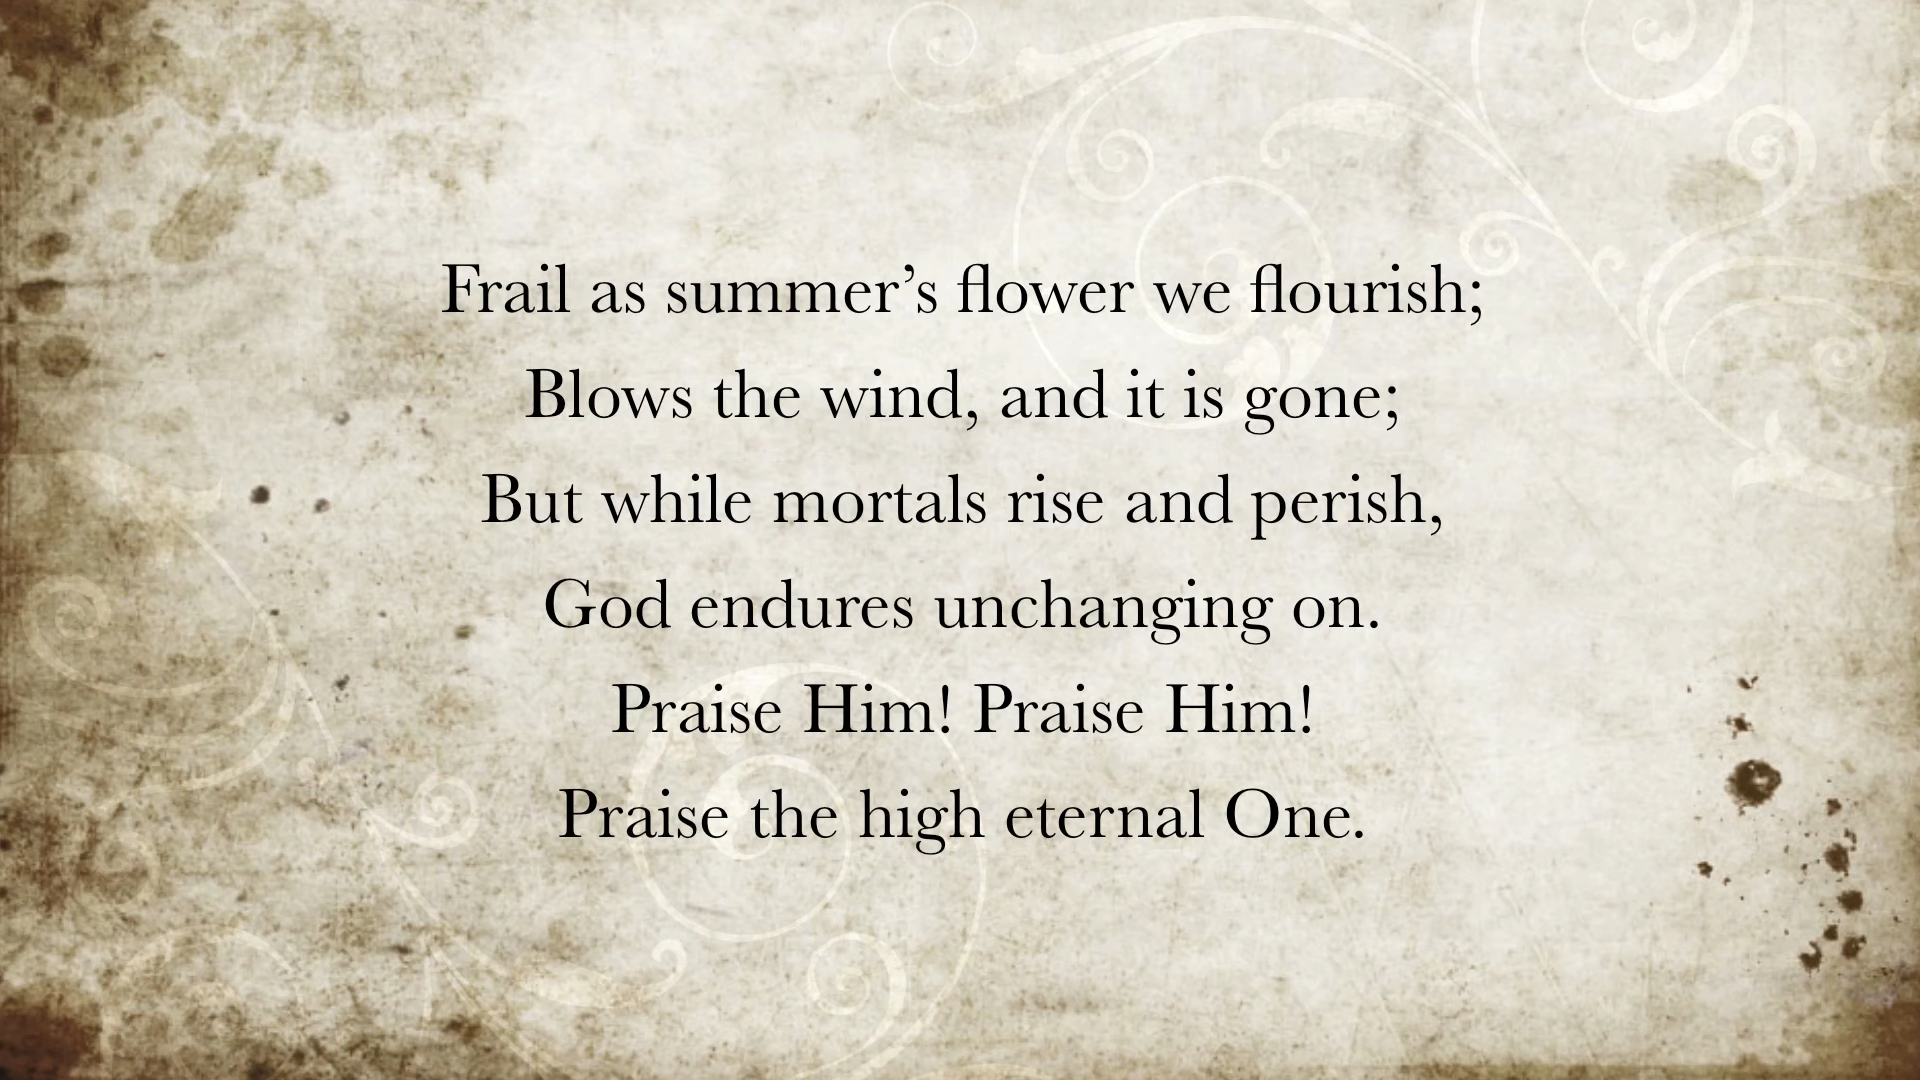 Frail as summer’s flower we flourish;
Blows the wind, and it is gone;
But while mortals rise and perish,
God endures unchanging on.
Praise Him! Praise Him!
Praise the high eternal One.